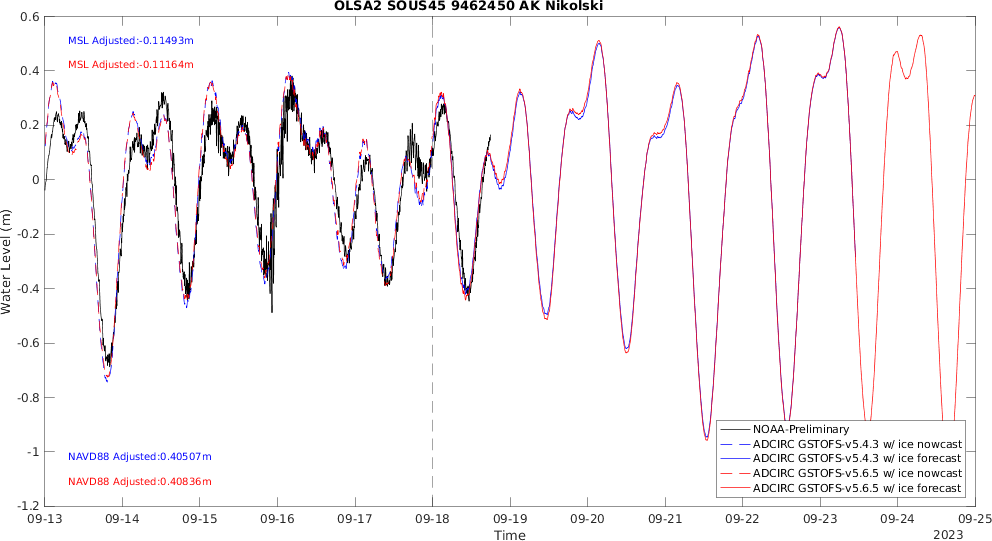 OLSA2 SOUS45 9462450 AK Nikolski
MSL Adjusted:-0.11493m
MSL Adjusted:-0.11164m
NAVD88 Adjusted:0.40507m
NAVD88 Adjusted:0.40836m
0.6
0.4
0.2
0
-0.2
-0.4
-0.6
-0.8
-1
-1.2
Water Level (m)
NOAA-Preliminary
ADCIRC GSTOFS-v5.4.3 w/ ice nowcast
ADCIRC GSTOFS-v5.4.3 w/ ice forecast
ADCIRC GSTOFS-v5.6.5 w/ ice nowcast
ADCIRC GSTOFS-v5.6.5 w/ ice forecast
09-13 09-14 09-15 09-16 09-17 09-18 09-19 09-20 09-21 09-22 09-23 09-24 09-25
Time
2023